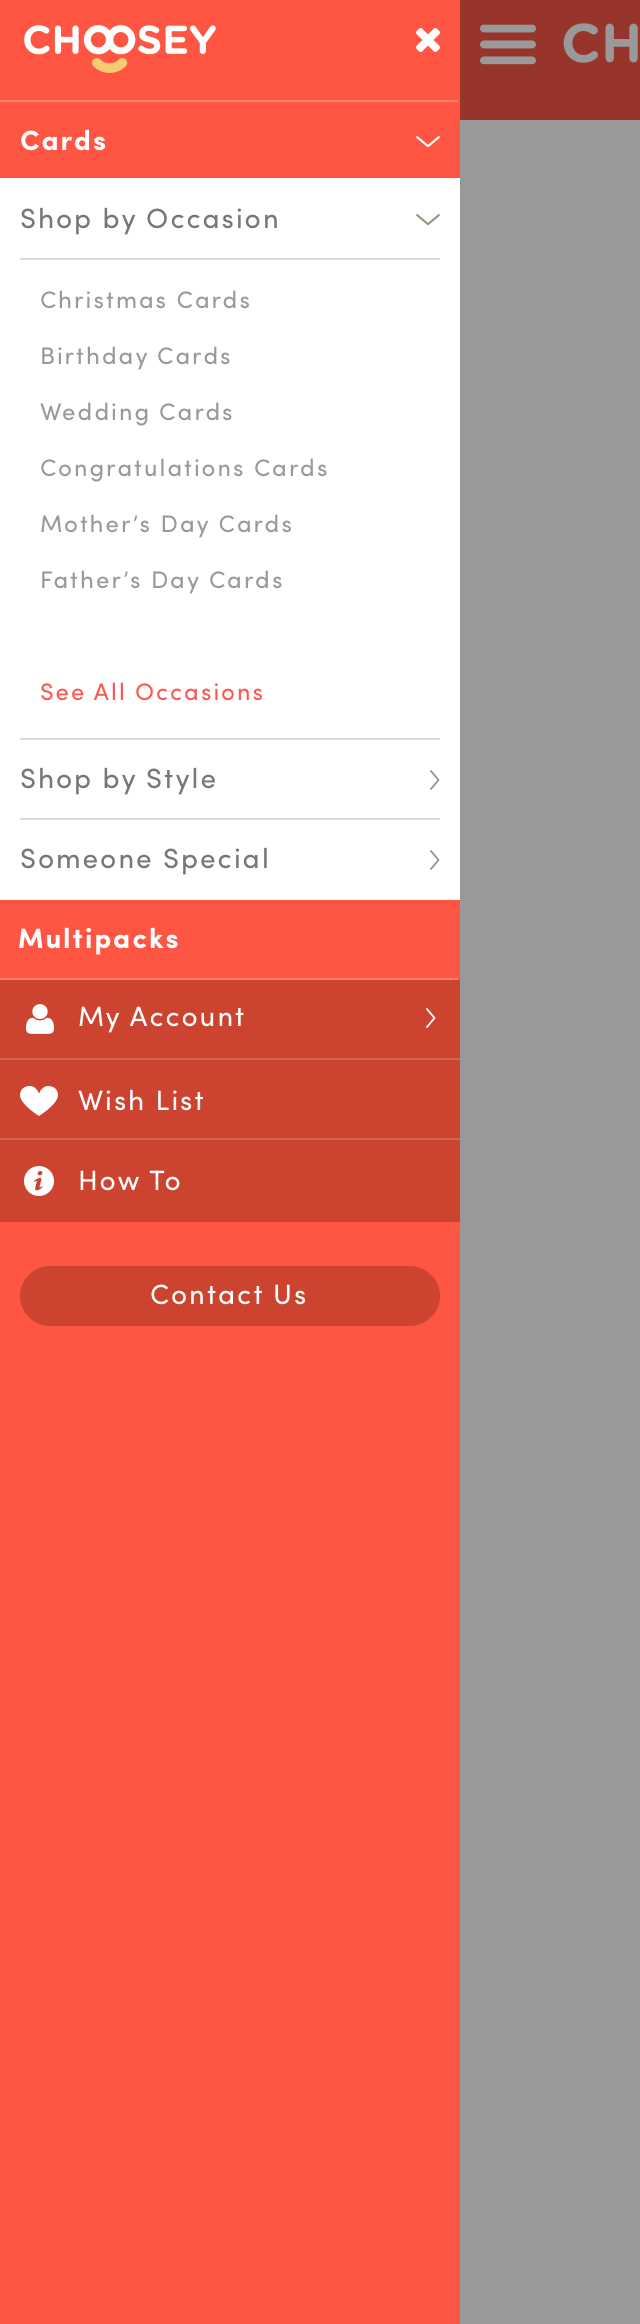 CHOOSEY
CH
Cards
Shop by Occasion
Christmas Cards
Birthday Cards
Wedding Cards
Congratulations Cards
Mother’s Day Cards
Father’s Day Cards
See All Occasions
Shop by Style
Someone Special
Multipacks
My Account
Wish List
How To
Contact Us